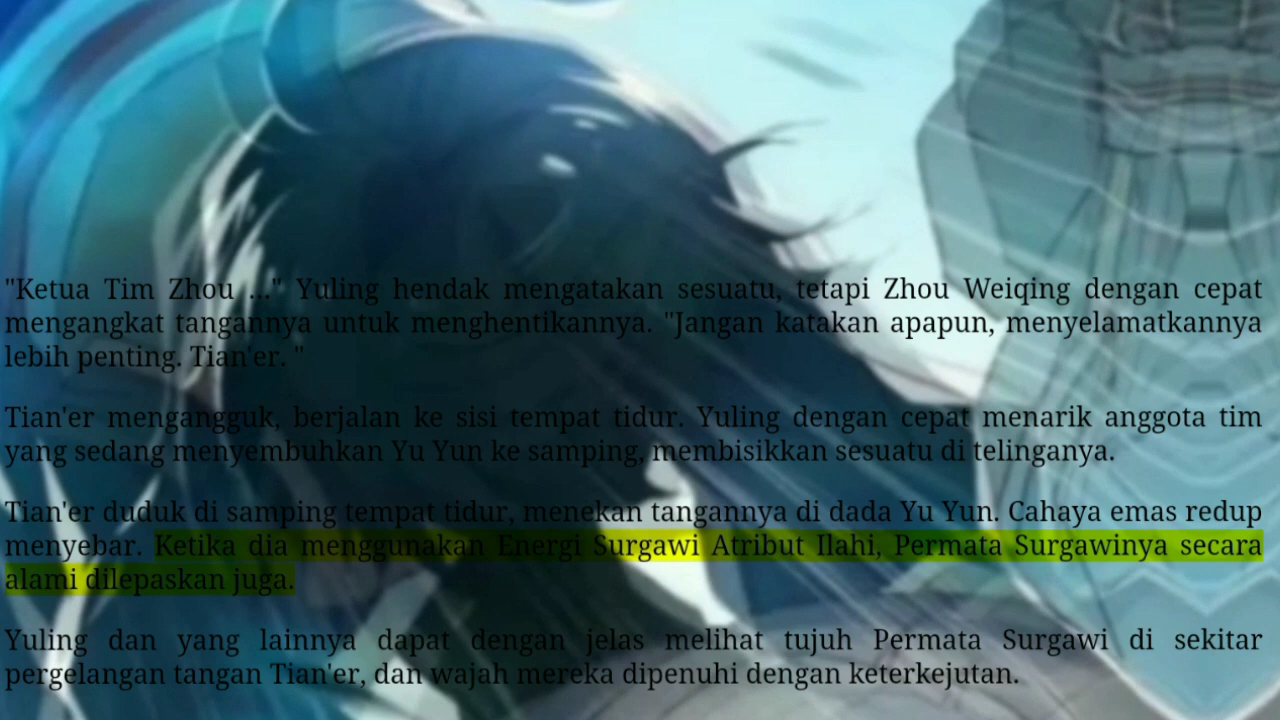 "Ketua Tim Zhou ..." Yuling hendak mengatakan sesuatu, tetapi Zhou Weiqing dengan cepat
mengangkat tangannya untuk menghentikannya. "Jangan katakan apapun, menyelamatkannya
lebih penting. Tian'er. "
Tian'er mengangguk, berjalan ke sisi tempat tidur. Yuling dengan cepat menarik anggota tim
yang sedang menyembuhkan Yu Yun ke samping, membisikkan sesuatu di telinganya.
Tian'er duduk di samping tempat tidur, menekan tangannya di dada Yu Yun. Cahaya emas redup
menyebar. Ketika dia menggunakan Energi Surgawi Atribut Ilahi, Permata Surgawinya secara
alami dilepaskan juga.
Yuling dan yang lainnya dapat dengan jelas melihat tujuh Permata Surgawi di sekitar
pergelangan tangan Tian'er, dan wajah mereka dipenuhi dengan keterkejutan.